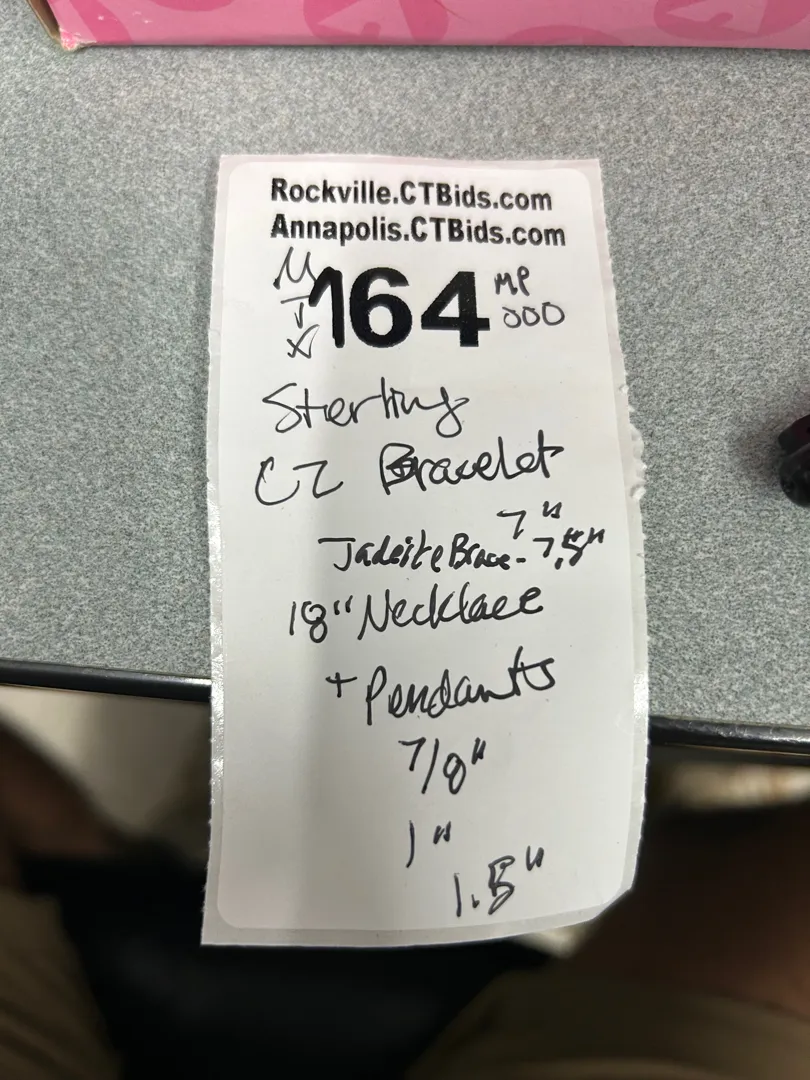 Rockville.CTBids.com
Annapolis.CTBids.com
M
T
X
164
MP
000
Sterling
CZ Bracelet
7"
Jadeite Brace- 7.5"
18" Necklace
+ Pendants
7/8"
1"
1.5"